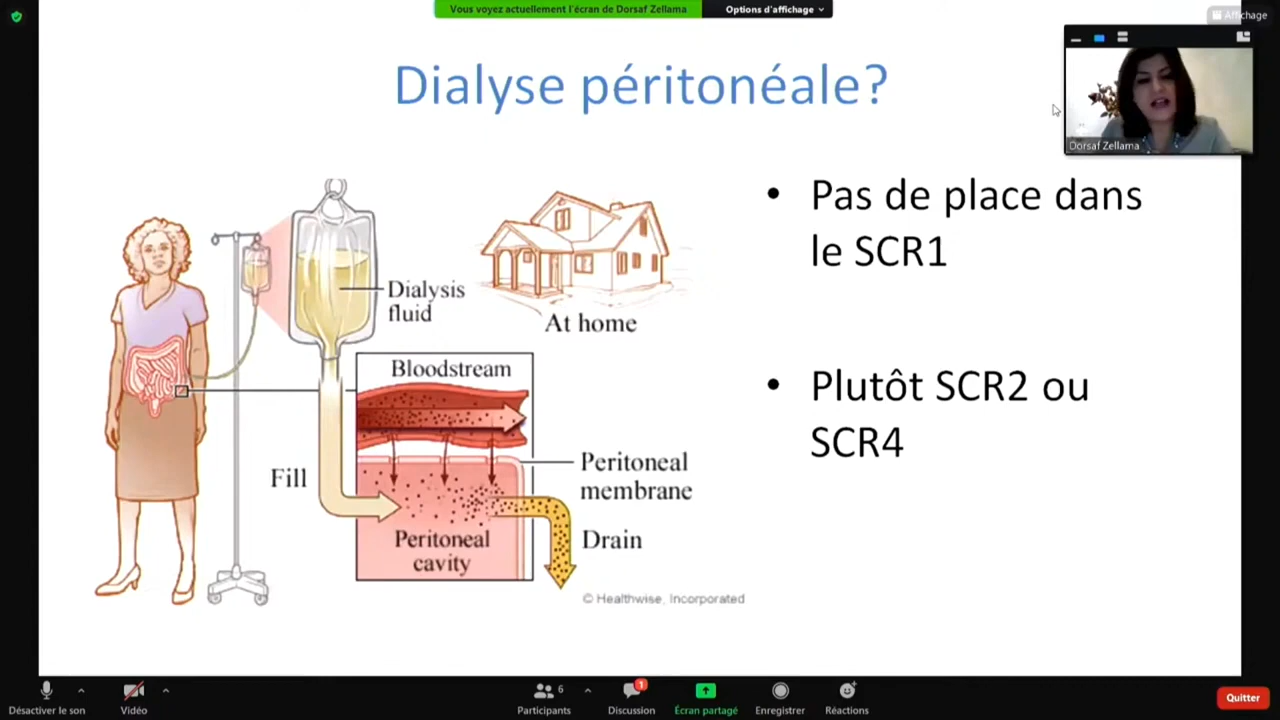 Vous voyez actuellement l'écran de Dorsaf Zellama
Options d'affichage
Affichage
Dialyse péritonéale?
Dorsaf Zellama
• Pas de place dans
le SCR1
• Plutôt SCR2 ou
SCR4
Dialysis
fluid
At home
Bloodstream
Fill
Peritoneal
membrane
Peritoneal
cavity
Drain
© Healthwise, Incorporated
Désactiver le son
Vidéo
6
Participants
1
Discussion
Écran partagé
Enregistrer
Réactions
Quitter